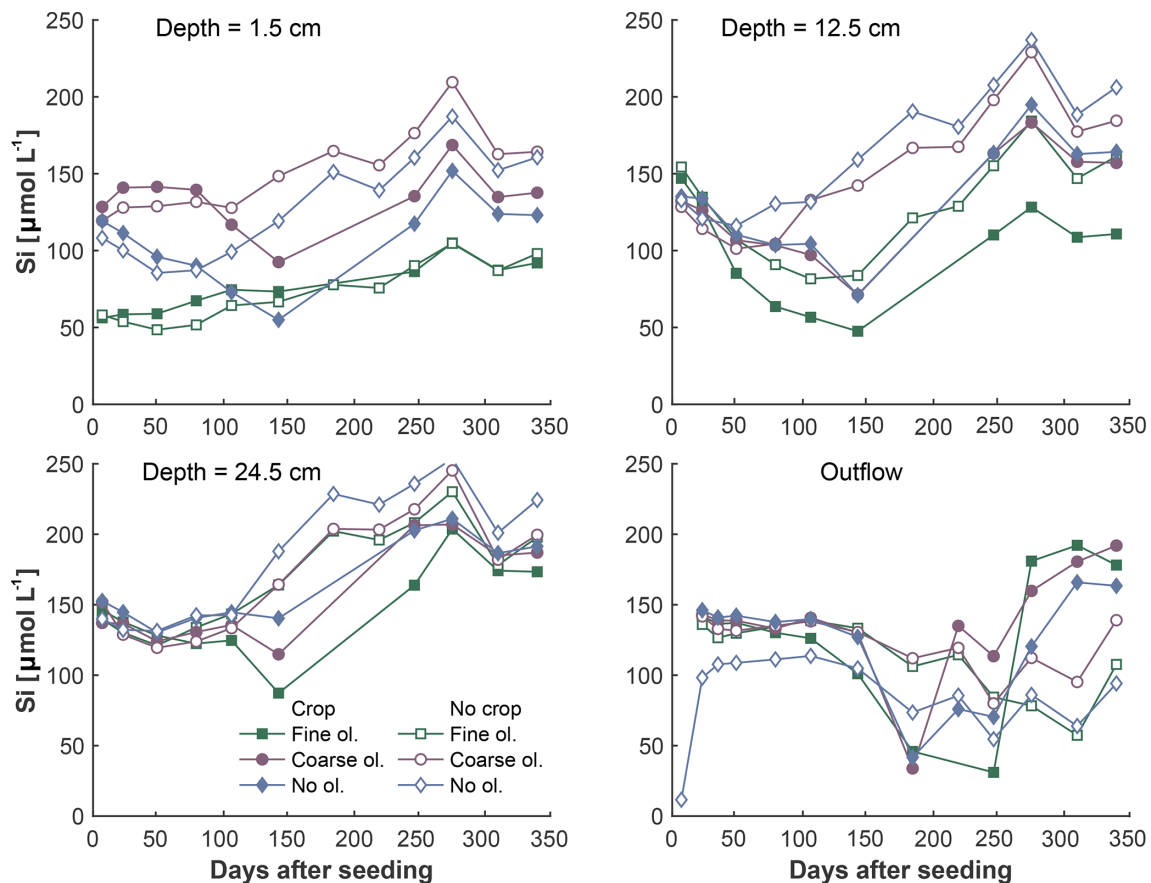 Depth = 1.5 cm
Si [µmol L⁻¹]
250
200
150
100
50
0
0 50 100 150 200 250 300 350
Depth = 12.5 cm
Si [µmol L⁻¹]
250
200
150
100
50
0
0 50 100 150 200 250 300 350
Depth = 24.5 cm
Si [µmol L⁻¹]
250
200
150
100
50
0
Crop No crop
Fine ol. Fine ol.
Coarse ol. Coarse ol.
No ol. No ol.
0 50 100 150 200 250 300 350
Days after seeding
Outflow
250
200
150
100
50
0
0 50 100 150 200 250 300 350
Days after seeding